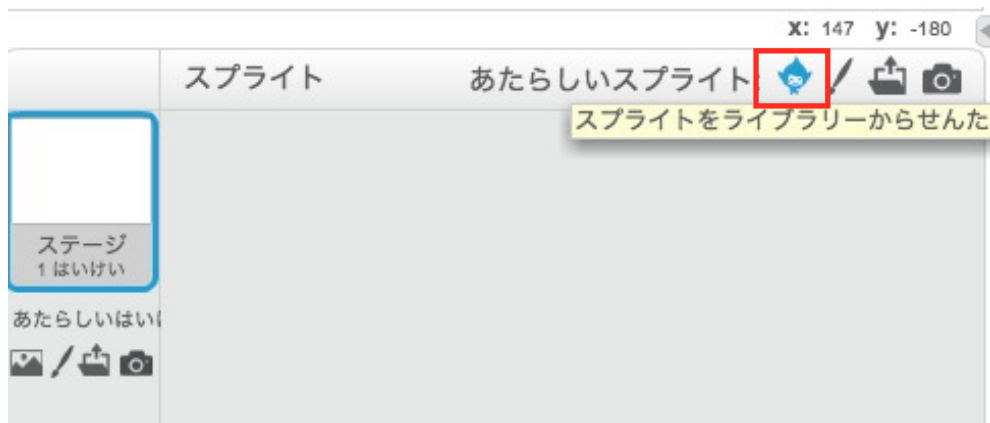 x: 147 y: -180
スプライト あたらしいスプライト:
スプライトをライブラリーからせんた
ステージ
1 はいけい
あたらしいはい